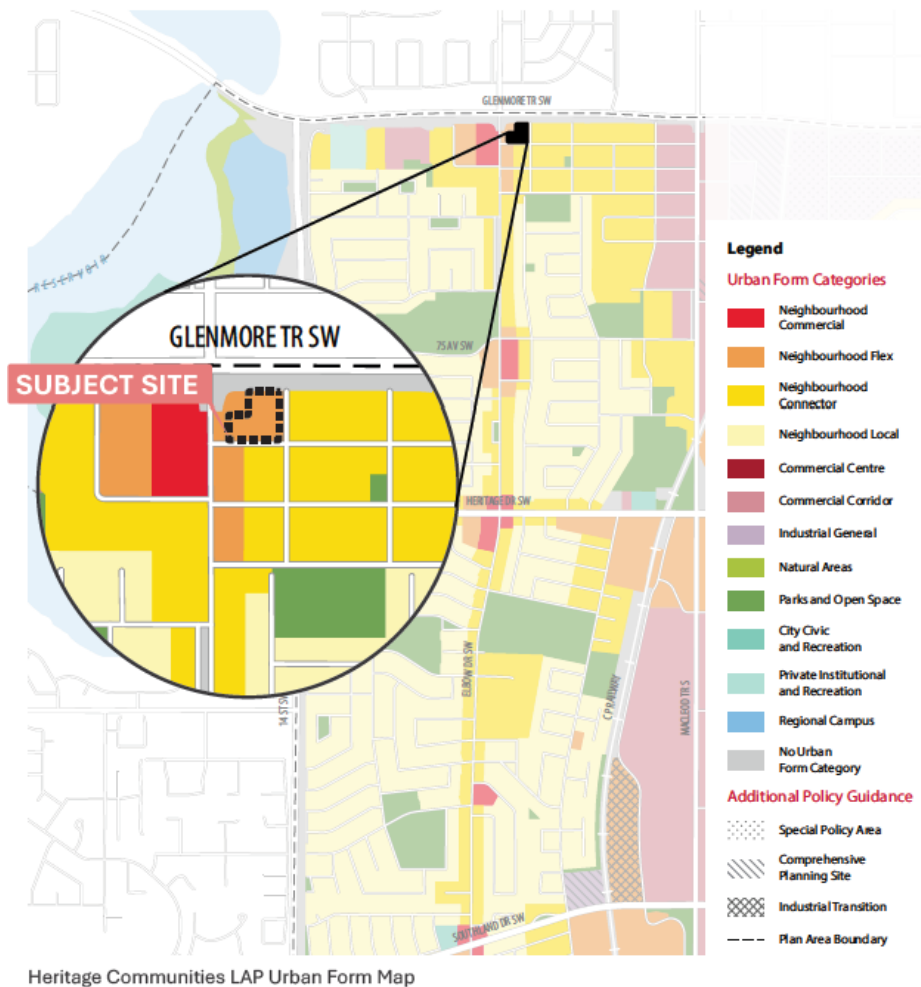 GLENMORE TR SW
RESERVOIR
GLENMORE TR SW
SUBJECT SITE
75 AV SW
HERITAGE DR SW
ELBOW DR SW
14 ST SW
C P RAILWAY
MACLEOD TR S
SOUTHLAND DR SW
Legend
Urban Form Categories
Neighbourhood
Commercial
Neighbourhood Flex
Neighbourhood
Connector
Neighbourhood Local
Commercial Centre
Commercial Corridor
Industrial General
Natural Areas
Parks and Open Space
City Civic
and Recreation
Private Institutional
and Recreation
Regional Campus
No Urban
Form Category
Additional Policy Guidance
Special Policy Area
Comprehensive
Planning Site
Industrial Transition
Plan Area Boundary
Heritage Communities LAP Urban Form Map